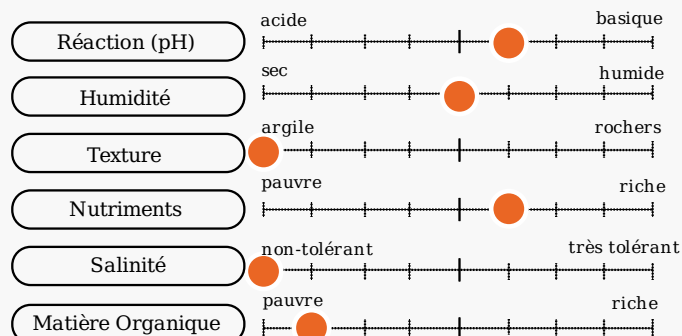 acide basique
Réaction (pH)
sec humide
Humidité
argile rochers
Texture
pauvre riche
Nutriments
non-tolérant très tolérant
Salinité
pauvre riche
Matière Organique